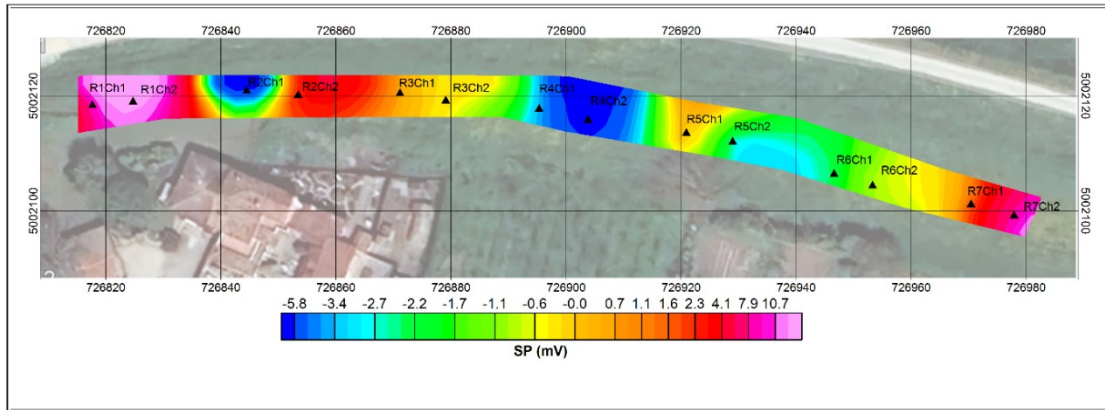 726820 726840 726860 726880 726900 726920 726940 726960 726980
5002120 5002120
R1Ch1 R1Ch2 R2Ch1 R2Ch2 R3Ch1 R3Ch2 R4Ch1 R4Ch2 R5Ch1 R5Ch2 R6Ch1 R6Ch2 R7Ch1 R7Ch2
5002100 5002100
726820 726840 726860 726880 726900 726920 726940 726960 726980
-5.8 -3.4 -2.7 -2.2 -1.7 -1.1 -0.6 -0.0 0.7 1.1 1.6 2.3 4.1 7.9 10.7
SP (mV)